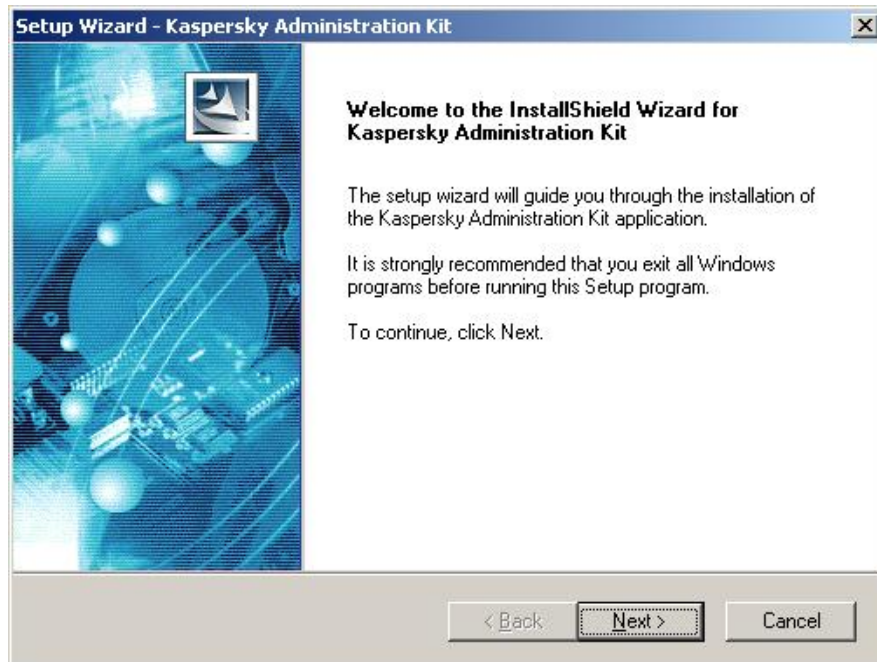 Setup Wizard - Kaspersky Administration Kit
Welcome to the InstallShield Wizard for
Kaspersky Administration Kit
The setup wizard will guide you through the installation of
the Kaspersky Administration Kit application.
It is strongly recommended that you exit all Windows
programs before running this Setup program.
To continue, click Next.
< Back
Next >
Cancel